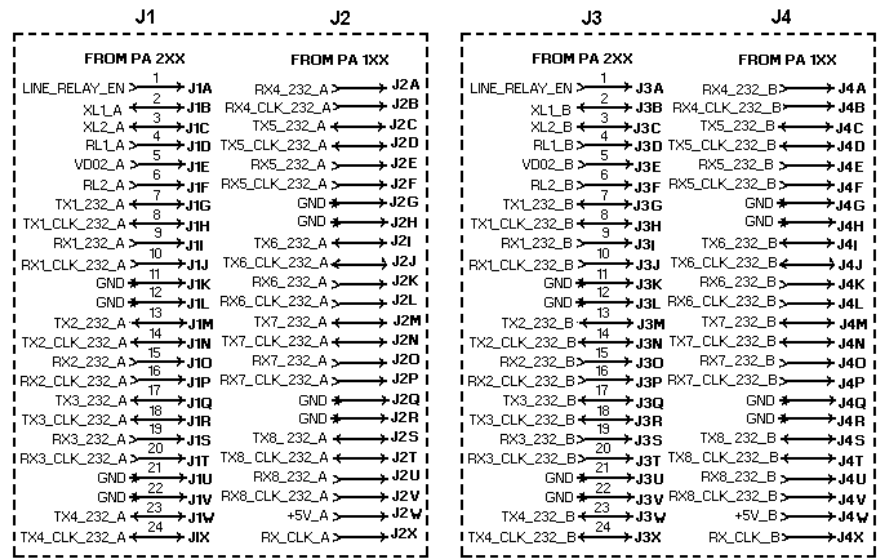 J1 J2 J3 J4
FROM PA 2XX FROM PA 1XX FROM PA 2XX FROM PA 1XX
LINE_RELAY_EN 1 J1A RX4_232_A J2A LINE_RELAY_EN 1 J3A RX4_232_B J4A
XL1_A 2 J1B RX4_CLK_232_A J2B XL1_B 2 J3B RX4_CLK_232_B J4B
XL2_A 3 J1C TX5_232_A J2C XL2_B 3 J3C TX5_232_B J4C
RL1_A 4 J1D TX5_CLK_232_A J2D RL1_B 4 J3D TX5_CLK_232_B J4D
VD02_A 5 J1E RX5_232_A J2E VD02_B 5 J3E RX5_232_B J4E
RL2_A 6 J1F RX5_CLK_232_A J2F RL2_B 6 J3F RX5_CLK_232_B J4F
TX1_232_A 7 J1G GND J2G TX1_232_B 7 J3G GND J4G
TX1_CLK_232_A 8 J1H GND J2H TX1_CLK_232_B 8 J3H GND J4H
RX1_232_A 9 J1I TX6_232_A J2I RX1_232_B 9 J3I TX6_232_B J4I
RX1_CLK_232_A 10 J1J TX6_CLK_232_A J2J RX1_CLK_232_B 10 J3J TX6_CLK_232_B J4J
GND 11 J1K RX6_232_A J2K GND 11 J3K RX6_232_B J4K
GND 12 J1L RX6_CLK_232_A J2L GND 12 J3L RX6_CLK_232_B J4L
TX2_232_A 13 J1M TX7_232_A J2M TX2_232_B 13 J3M TX7_232_B J4M
TX2_CLK_232_A 14 J1N TX7_CLK_232_A J2N TX2_CLK_232_B 14 J3N TX7_CLK_232_B J4N
RX2_232_A 15 J1O RX7_232_A J2O RX2_232_B 15 J3O RX7_232_B J4O
RX2_CLK_232_A 16 J1P RX7_CLK_232_A J2P RX2_CLK_232_B 16 J3P RX7_CLK_232_B J4P
TX3_232_A 17 J1Q GND J2Q TX3_232_B 17 J3Q GND J4Q
TX3_CLK_232_A 18 J1R GND J2R TX3_CLK_232_B 18 J3R GND J4R
RX3_232_A 19 J1S TX8_232_A J2S RX3_232_B 19 J3S TX8_232_B J4S
RX3_CLK_232_A 20 J1T TX8_CLK_232_A J2T RX3_CLK_232_B 20 J3T TX8_CLK_232_B J4T
GND 21 J1U RX8_232_A J2U GND 21 J3U RX8_232_B J4U
GND 22 J1V RX8_CLK_232_A J2V GND 22 J3V RX8_CLK_232_B J4V
TX4_232_A 23 J1W +5V_A J2W TX4_232_B 23 J3W +5V_B J4W
TX4_CLK_232_A 24 J1X RX_CLK_A J2X TX4_CLK_232_B 24 J3X RX_CLK_B J4X